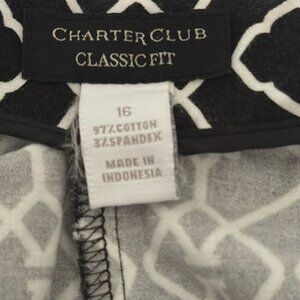 CHARTER CLUB
CLASSIC FIT
16
97% COTTON
3% SPANDEX
MADE IN
INDONESIA